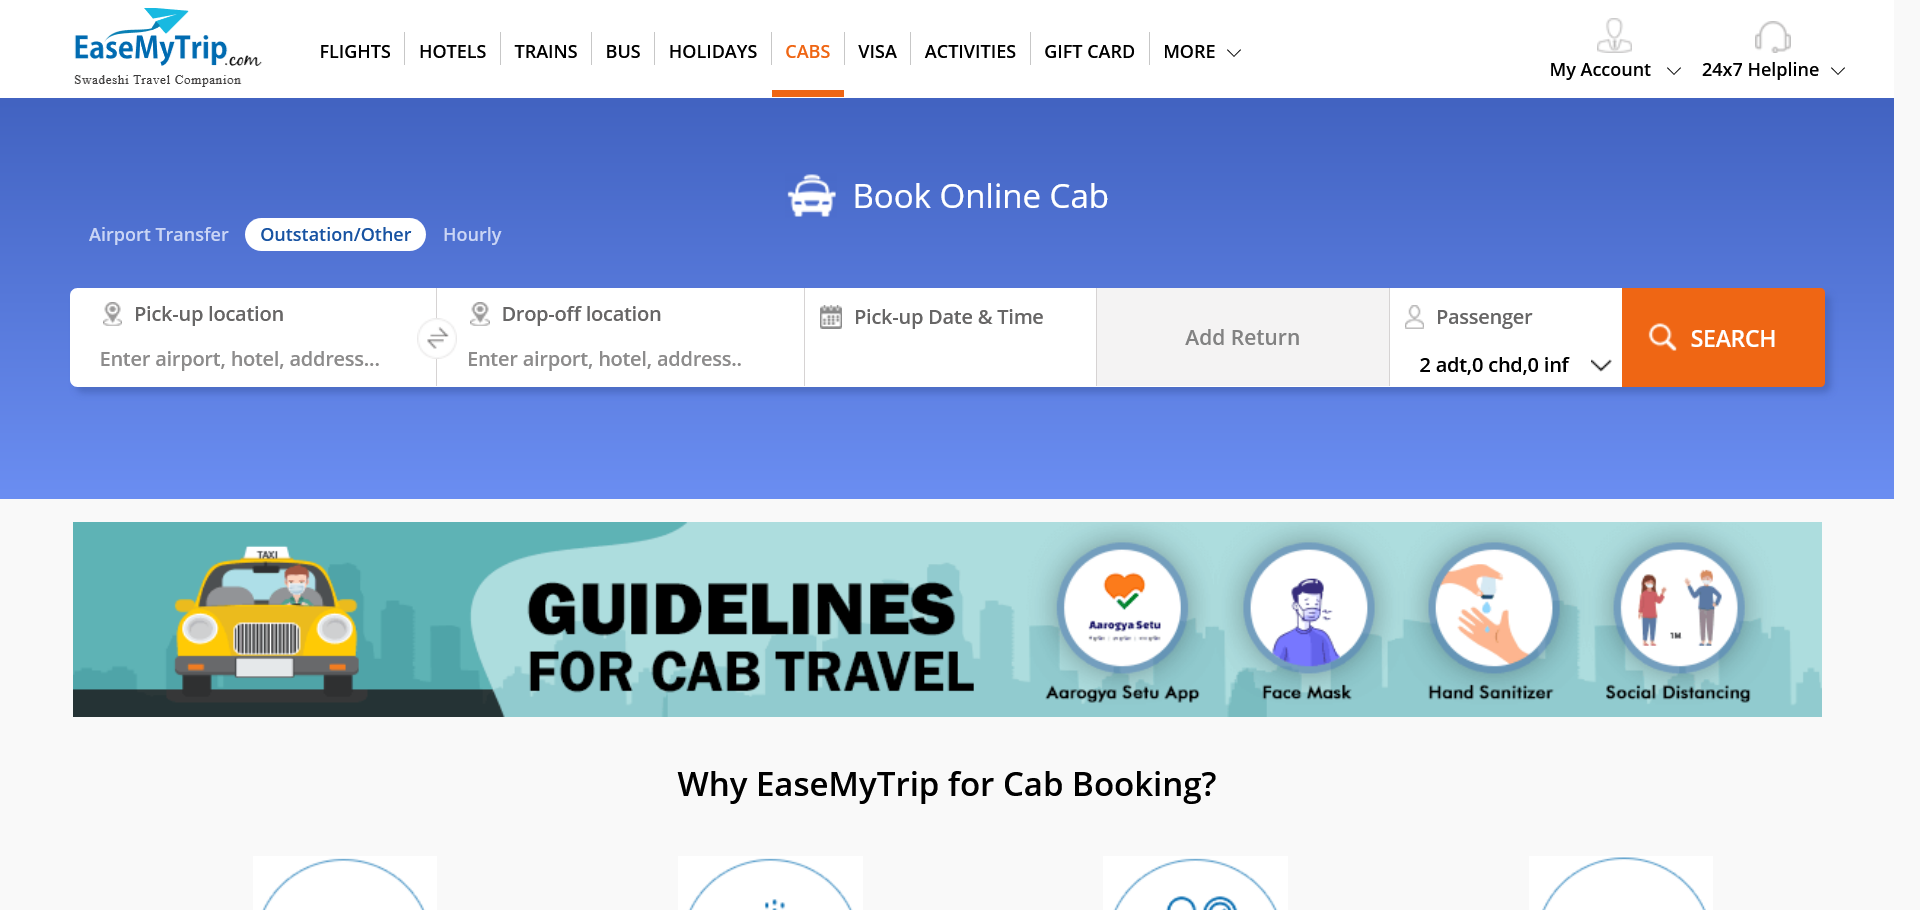 EaseMyTrip.com
Swadeshi Travel Companion
FLIGHTS
HOTELS
TRAINS
BUS
HOLIDAYS
CABS
VISA
ACTIVITIES
GIFT CARD
MORE
My Account
24x7 Helpline
Book Online Cab
Airport Transfer
Outstation/Other
Hourly
Pick-up location
Enter airport, hotel, address...
Drop-off location
Enter airport, hotel, address..
Pick-up Date & Time
Add Return
Passenger
2 adt,0 chd,0 inf
SEARCH
TAXI
GUIDELINES
FOR CAB TRAVEL
Aarogya Setu
Aarogya Setu App
Face Mask
Hand Sanitizer
1M
Social Distancing
Why EaseMyTrip for Cab Booking?